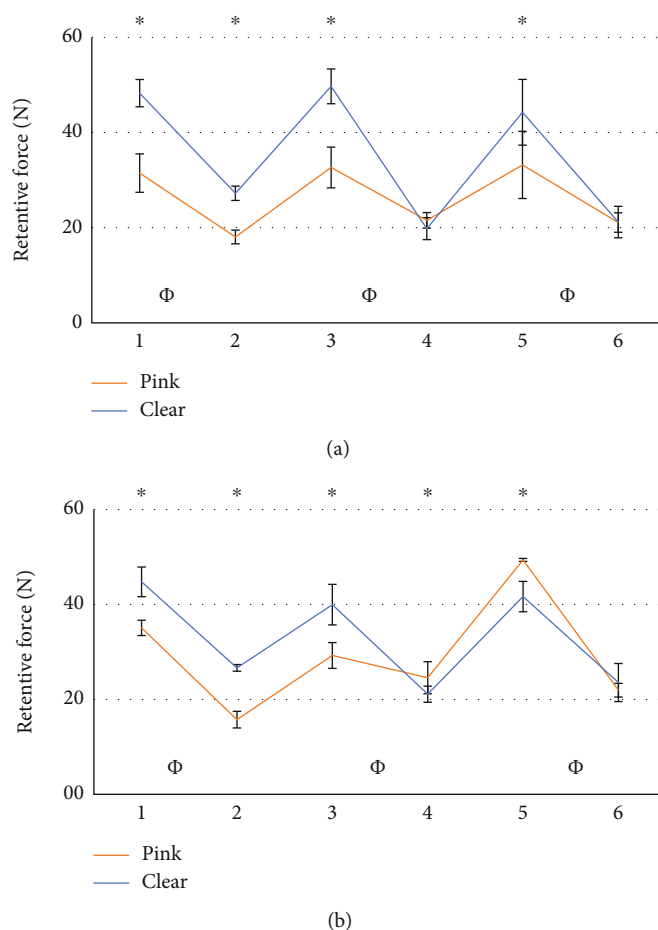 * * * *
60
40
20
0
Retentive force (N)
Φ Φ Φ
1 2 3 4 5 6
Pink
Clear
(a)
* * * * *
60
40
20
00
Retentive force (N)
Φ Φ Φ
1 2 3 4 5 6
Pink
Clear
(b)